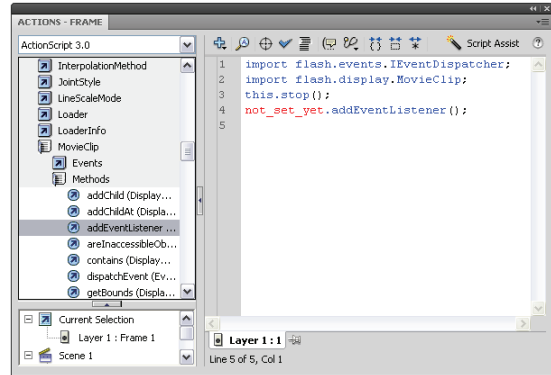 ACTIONS - FRAME
ActionScript 3.0
Script Assist
InterpolationMethod
JointStyle
LineScaleMode
Loader
LoaderInfo
MovieClip
Events
Methods
addChild (Display...
addChildAt (Displa...
addEventListener ...
areInaccessibleOb...
contains (Display...
dispatchEvent (Ev...
getBounds (Displa...
Current Selection
Layer 1 : Frame 1
Scene 1
1 import flash.events.IEventDispatcher;
2 import flash.display.MovieClip;
3 this.stop();
4 not_set_yet.addEventListener();
5
Layer 1 : 1
Line 5 of 5, Col 1